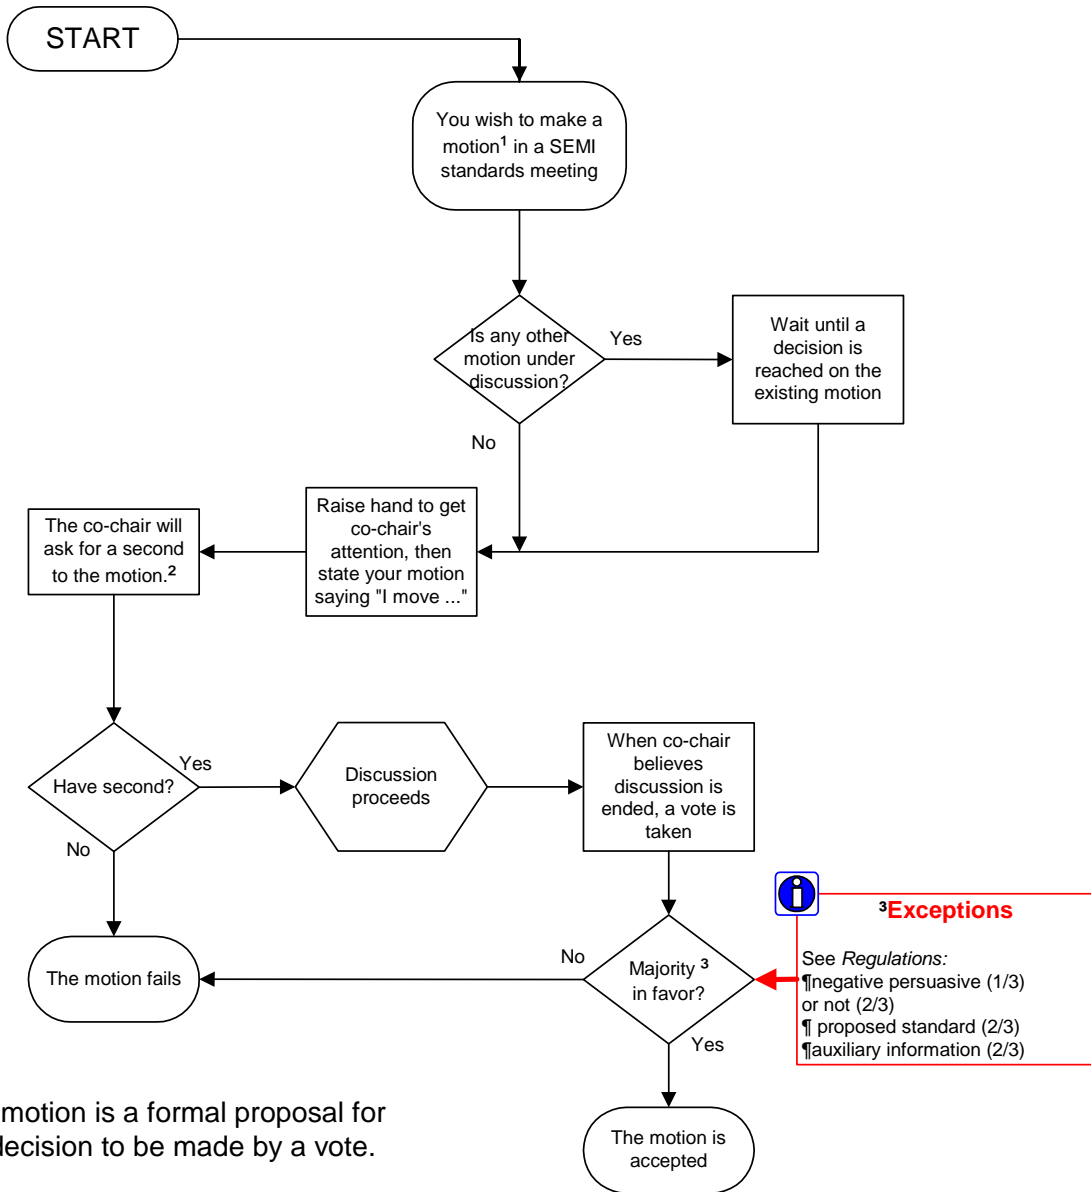 START
You wish to make a
motion¹ in a SEMI
standards meeting
Is any other
motion under
discussion?
Yes
Wait until a
decision is
reached on the
existing motion
No
Raise hand to get
co-chair's
attention, then
state your motion
saying "I move ..."
The co-chair will
ask for a second
to the motion.²
Have second?
Yes
No
Discussion
proceeds
When co-chair
believes
discussion is
ended, a vote is
taken
³Exceptions
See Regulations:
¶negative persuasive (1/3)
or not (2/3)
¶ proposed standard (2/3)
¶auxiliary information (2/3)
Majority ³
in favor?
No
Yes
The motion fails
The motion is
accepted
motion is a formal proposal for
decision to be made by a vote.